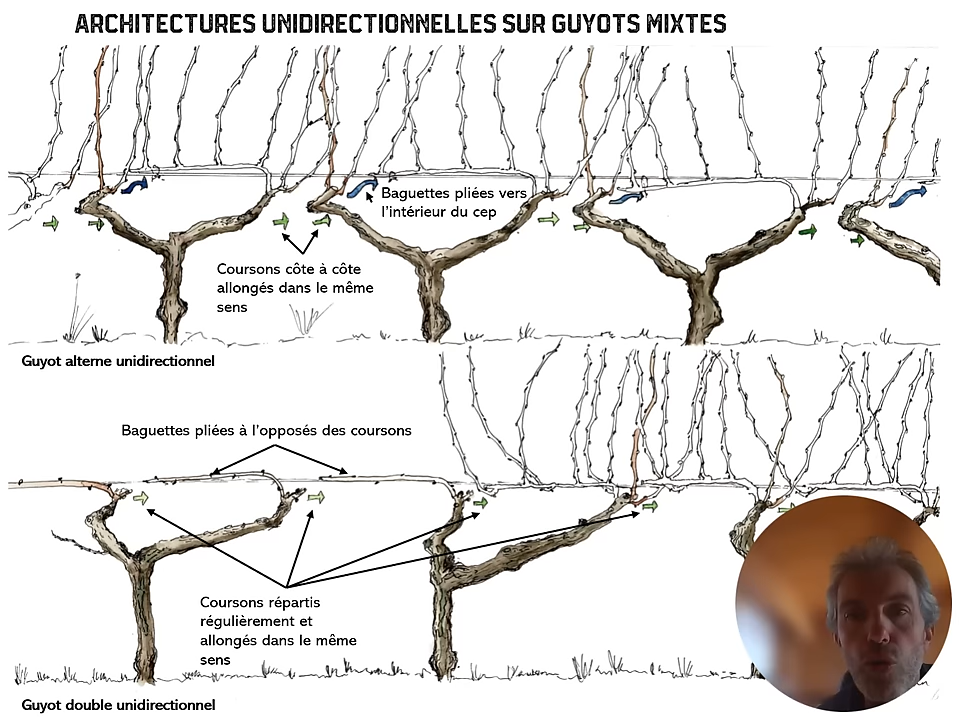 ARCHITECTURES UNIDIRECTIONNELLES SUR GUYOTS MIXTES
Baguettes pliées vers
l'intérieur du cep
Coursons côte à côte
allongés dans le même
sens
Guyot alterne unidirectionnel
Baguettes pliées à l'opposés des coursons
Coursons répartis
régulièrement et
allongés dans le même
sens
Guyot double unidirectionnel